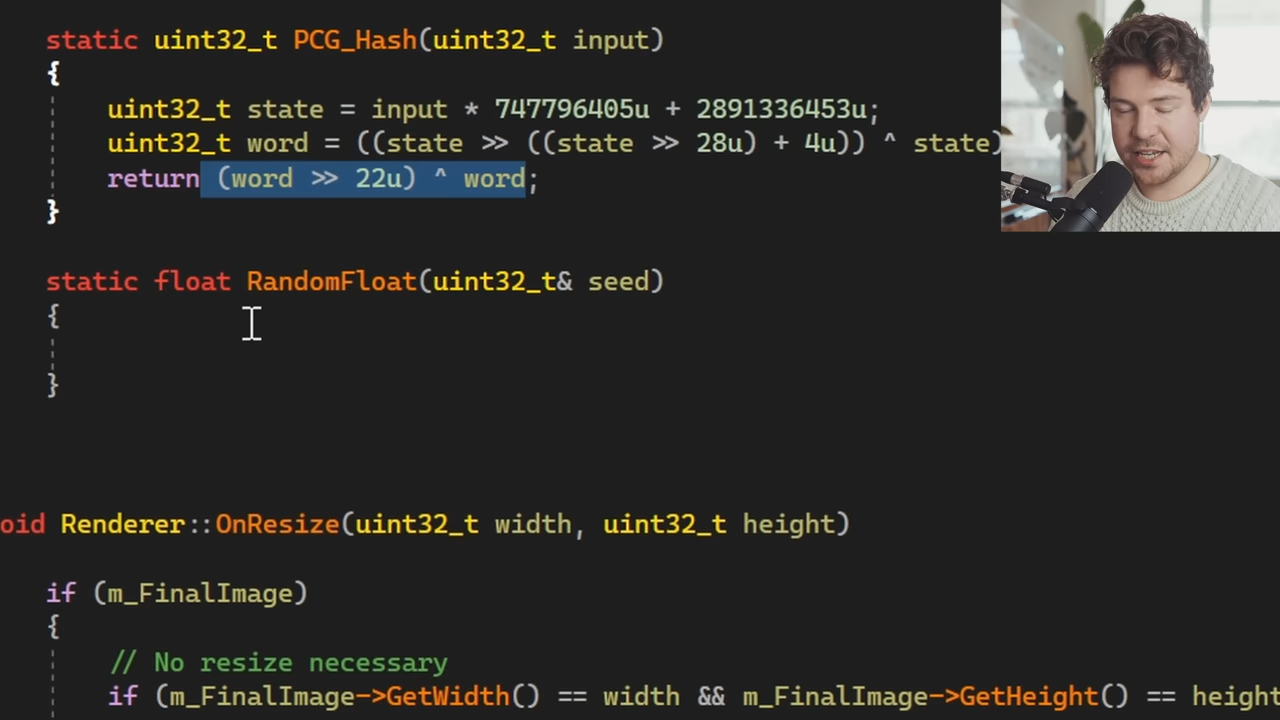 static uint32_t PCG_Hash(uint32_t input)
{
uint32_t state = input * 747796405u + 2891336453u;
uint32_t word = ((state >> ((state >> 28u) + 4u)) ^ state)
return (word >> 22u) ^ word;
}
static float RandomFloat(uint32_t& seed)
{
}
oid Renderer::OnResize(uint32_t width, uint32_t height)
if (m_FinalImage)
{
// No resize necessary
if (m_FinalImage->GetWidth() == width && m_FinalImage->GetHeight() == height